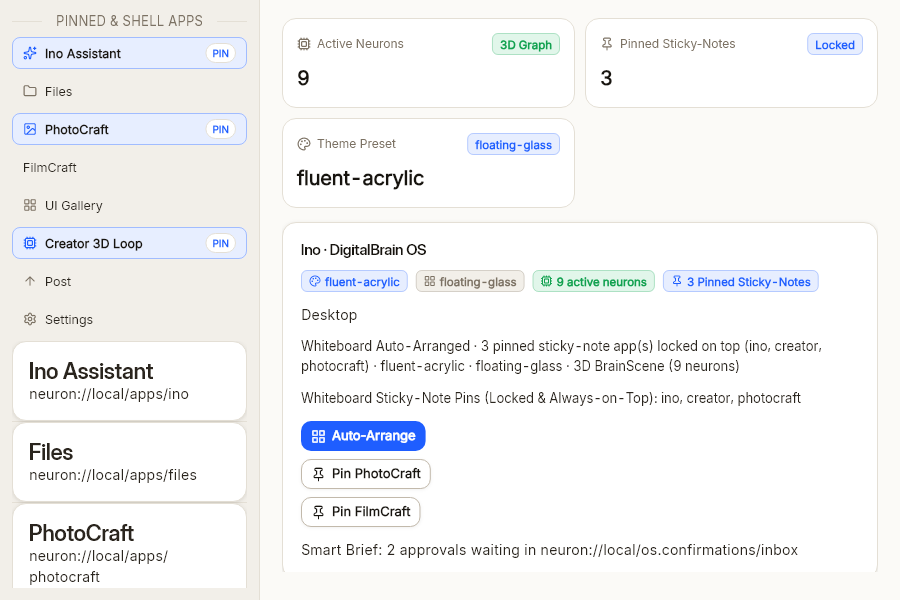 PINNED & SHELL APPS
Ino Assistant PIN
Files
PhotoCraft PIN
FilmCraft
UI Gallery
Creator 3D Loop PIN
Post
Settings
Ino Assistant
neuron://local/apps/ino
Files
neuron://local/apps/files
PhotoCraft
neuron://local/apps/
photocraft
Active Neurons 3D Graph
9
Pinned Sticky-Notes Locked
3
Theme Preset floating-glass
fluent-acrylic
Ino · DigitalBrain OS
fluent-acrylic floating-glass 9 active neurons 3 Pinned Sticky-Notes
Desktop
Whiteboard Auto-Arranged · 3 pinned sticky-note app(s) locked on top (ino, creator,
photocraft) · fluent-acrylic · floating-glass · 3D BrainScene (9 neurons)
Whiteboard Sticky-Note Pins (Locked & Always-on-Top): ino, creator, photocraft
Auto-Arrange
Pin PhotoCraft
Pin FilmCraft
Smart Brief: 2 approvals waiting in neuron://local/os.confirmations/inbox